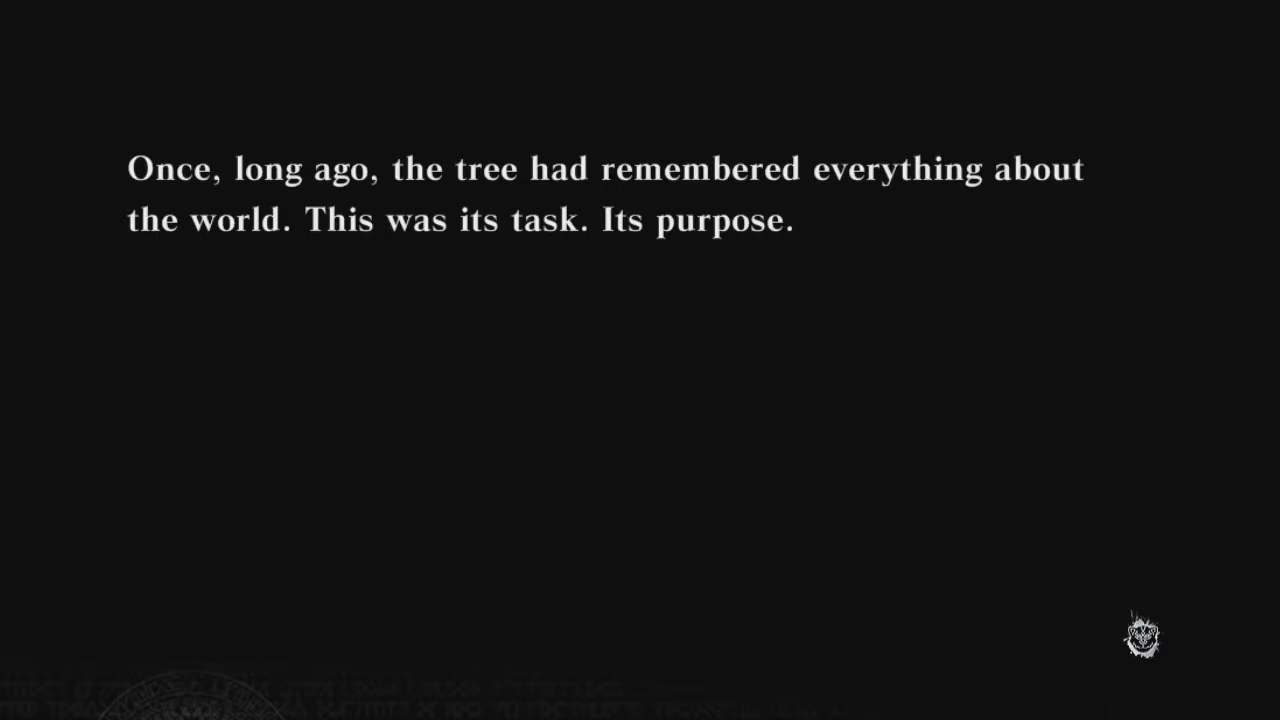 Once, long ago, the tree had remembered everything about
the world. This was its task. Its purpose.